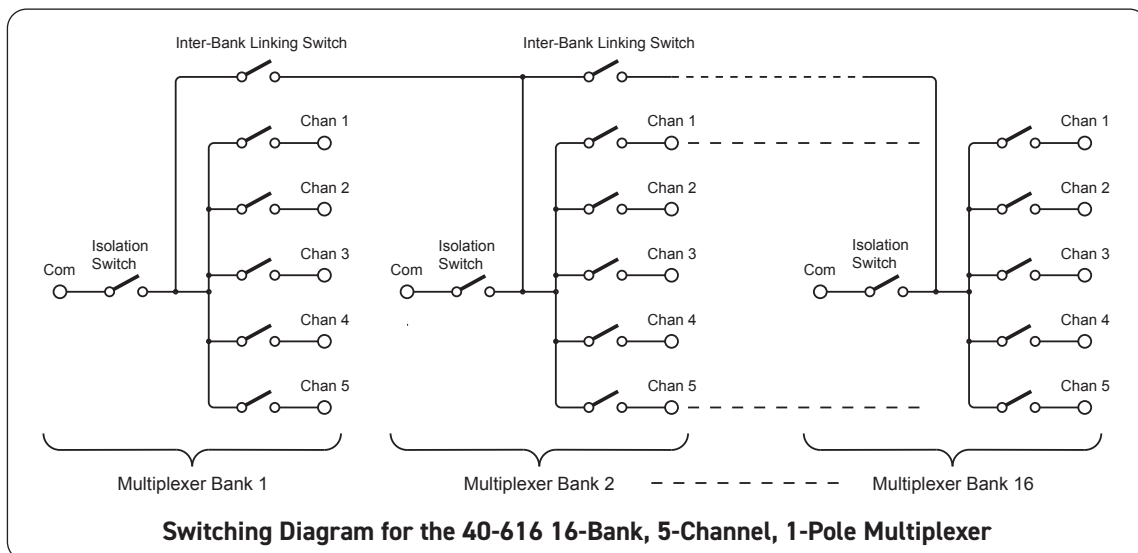 Inter-Bank Linking Switch
Inter-Bank Linking Switch
Chan 1
Chan 2
Chan 3
Chan 4
Chan 5
Isolation
Switch
Com
Chan 1
Chan 2
Chan 3
Chan 4
Chan 5
Isolation
Switch
Com
Chan 1
Chan 2
Chan 3
Chan 4
Chan 5
Isolation
Switch
Com
Multiplexer Bank 1
Multiplexer Bank 2
Multiplexer Bank 16
Switching Diagram for the 40-616 16-Bank, 5-Channel, 1-Pole Multiplexer